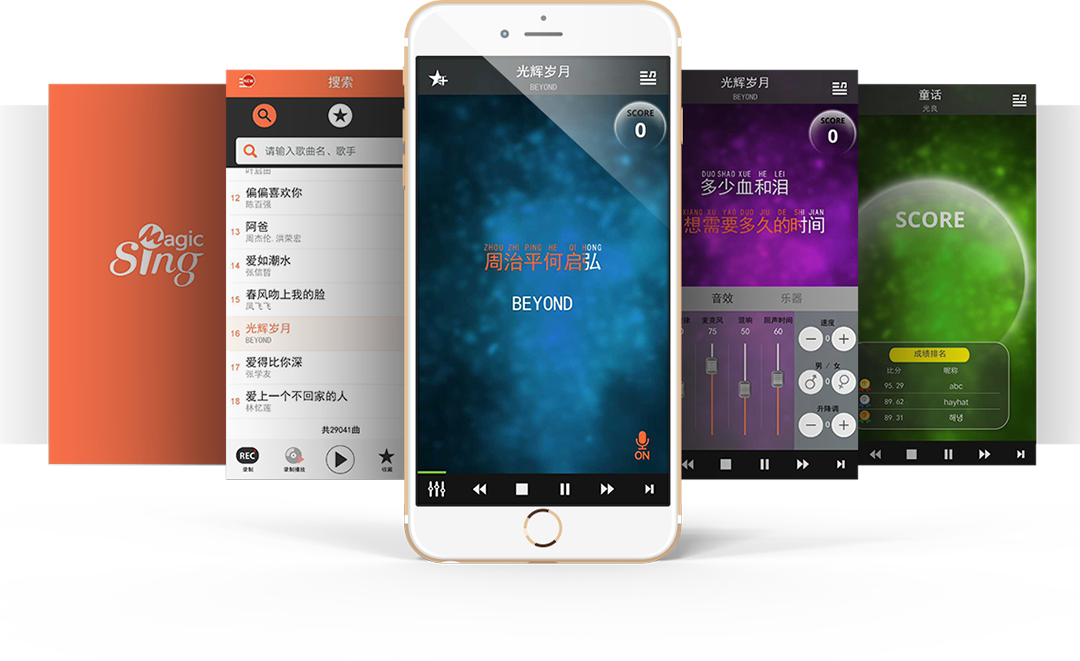 Magic
Sing
NEW
搜索
请输入歌曲名、歌手
叶启田
12 偏偏喜欢你
陈百强
13 阿爸
周杰伦. 洪荣宏
14 爱如潮水
张信哲
15 春风吻上我的脸
凤飞飞
16 光辉岁月
BEYOND
17 爱得比你深
张学友
18 爱上一个不回家的人
林忆莲
共29041曲
REC
录制
录制播放
收藏
光辉岁月
BEYOND
SCORE
0
ZHOU ZHI PING HE QI HONG
周治平何启弘
BEYOND
ON
光辉岁月
BEYOND
SCORE
0
DUO SHAO XUE HE LEI
多少血和泪
XIANG XU YAO DUO JIU DE SHI JIAN
想需要多久的时间
音效
乐器
麦克风 混响 回声时间
75 50 60
速度
0
男 / 女
升降调
0
童话
光良
SCORE
成绩排名
比分 昵称
95. 29 abc
89. 62 hayhat
89. 31 해녕